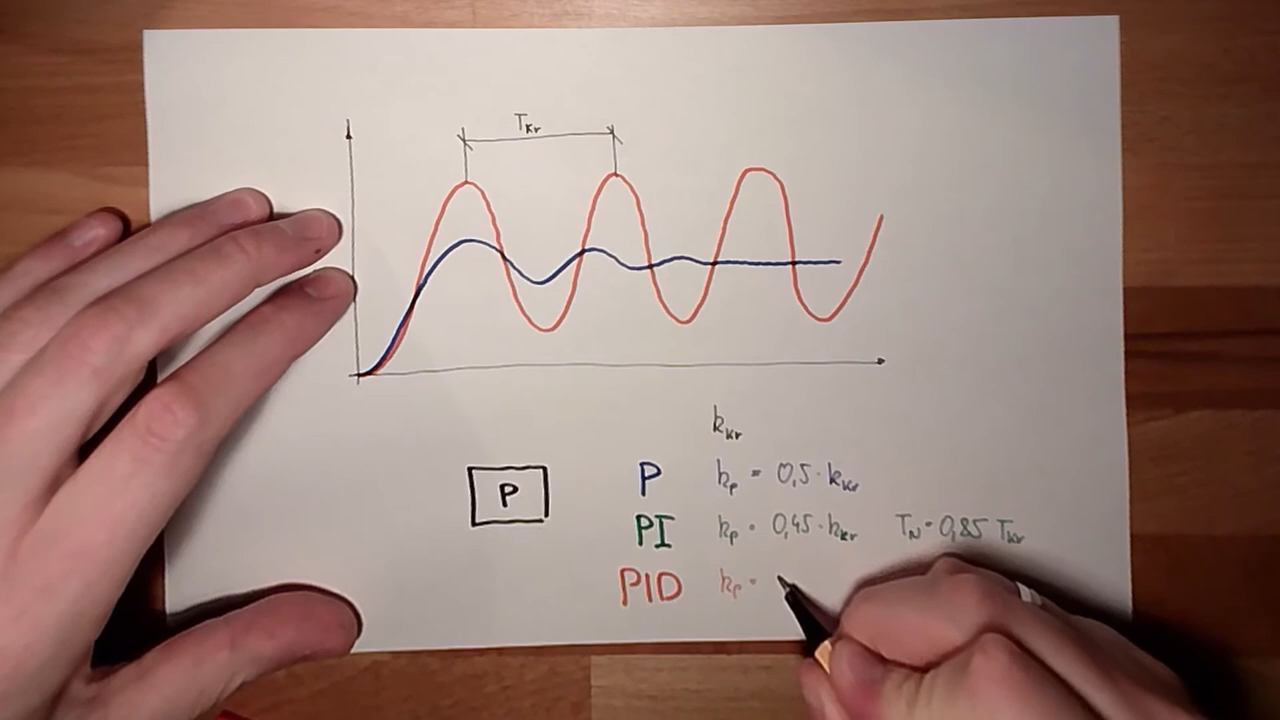 T_Kr
k_Kr
P
P k_p = 0,5 · k_Kr
PI k_p = 0,45 · k_Kr T_N = 0,85 T_Kr
PID k_p =